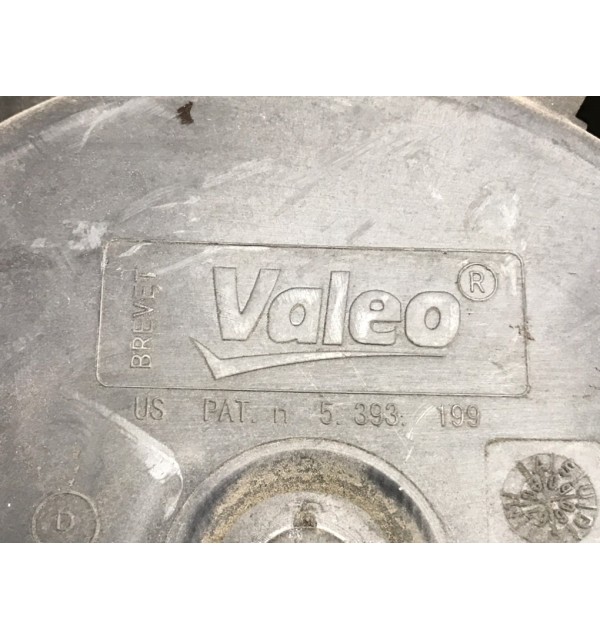 BREVET
Valeo®
US PAT. n 5. 393. 199
D